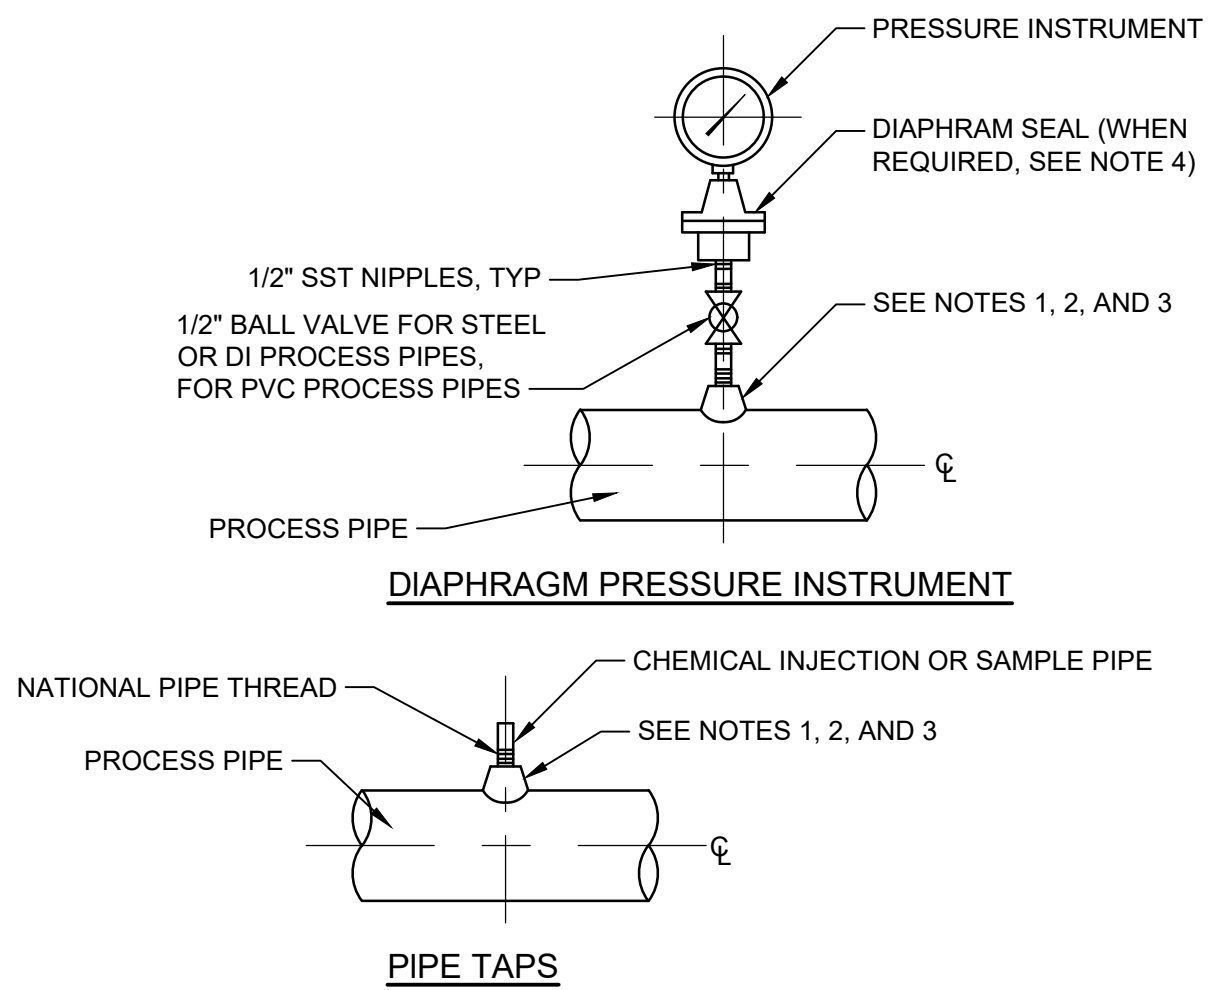 PRESSURE INSTRUMENT
DIAPHRAM SEAL (WHEN
REQUIRED, SEE NOTE 4)
1/2" SST NIPPLES, TYP
SEE NOTES 1, 2, AND 3
1/2" BALL VALVE FOR STEEL
OR DI PROCESS PIPES,
FOR PVC PROCESS PIPES
℄
PROCESS PIPE
DIAPHRAGM PRESSURE INSTRUMENT
CHEMICAL INJECTION OR SAMPLE PIPE
NATIONAL PIPE THREAD
SEE NOTES 1, 2, AND 3
PROCESS PIPE
℄
PIPE TAPS